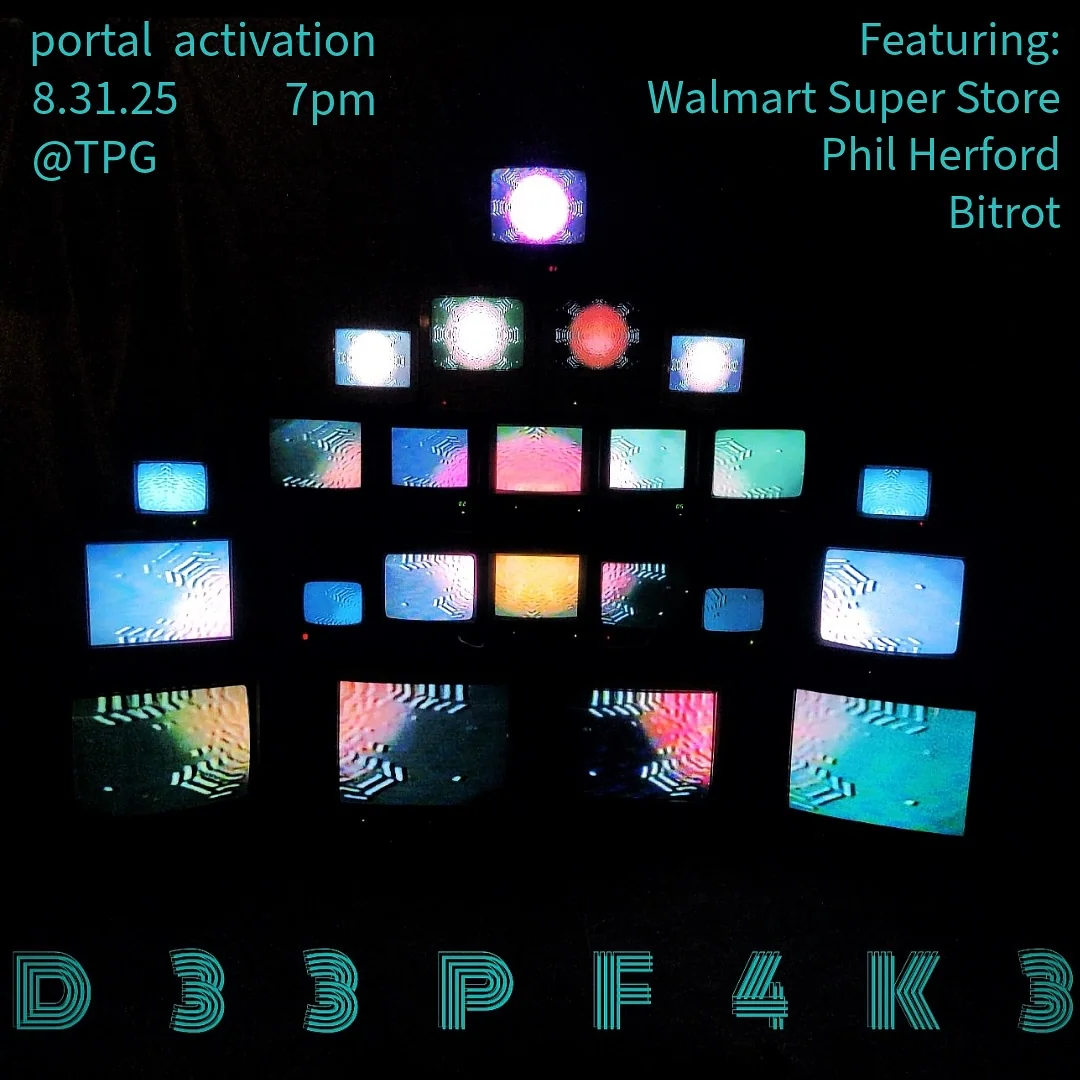 portal activation
8.31.25 7pm
@TPG
Featuring:
Walmart Super Store
Phil Herford
Bitrot
D33PF4K3